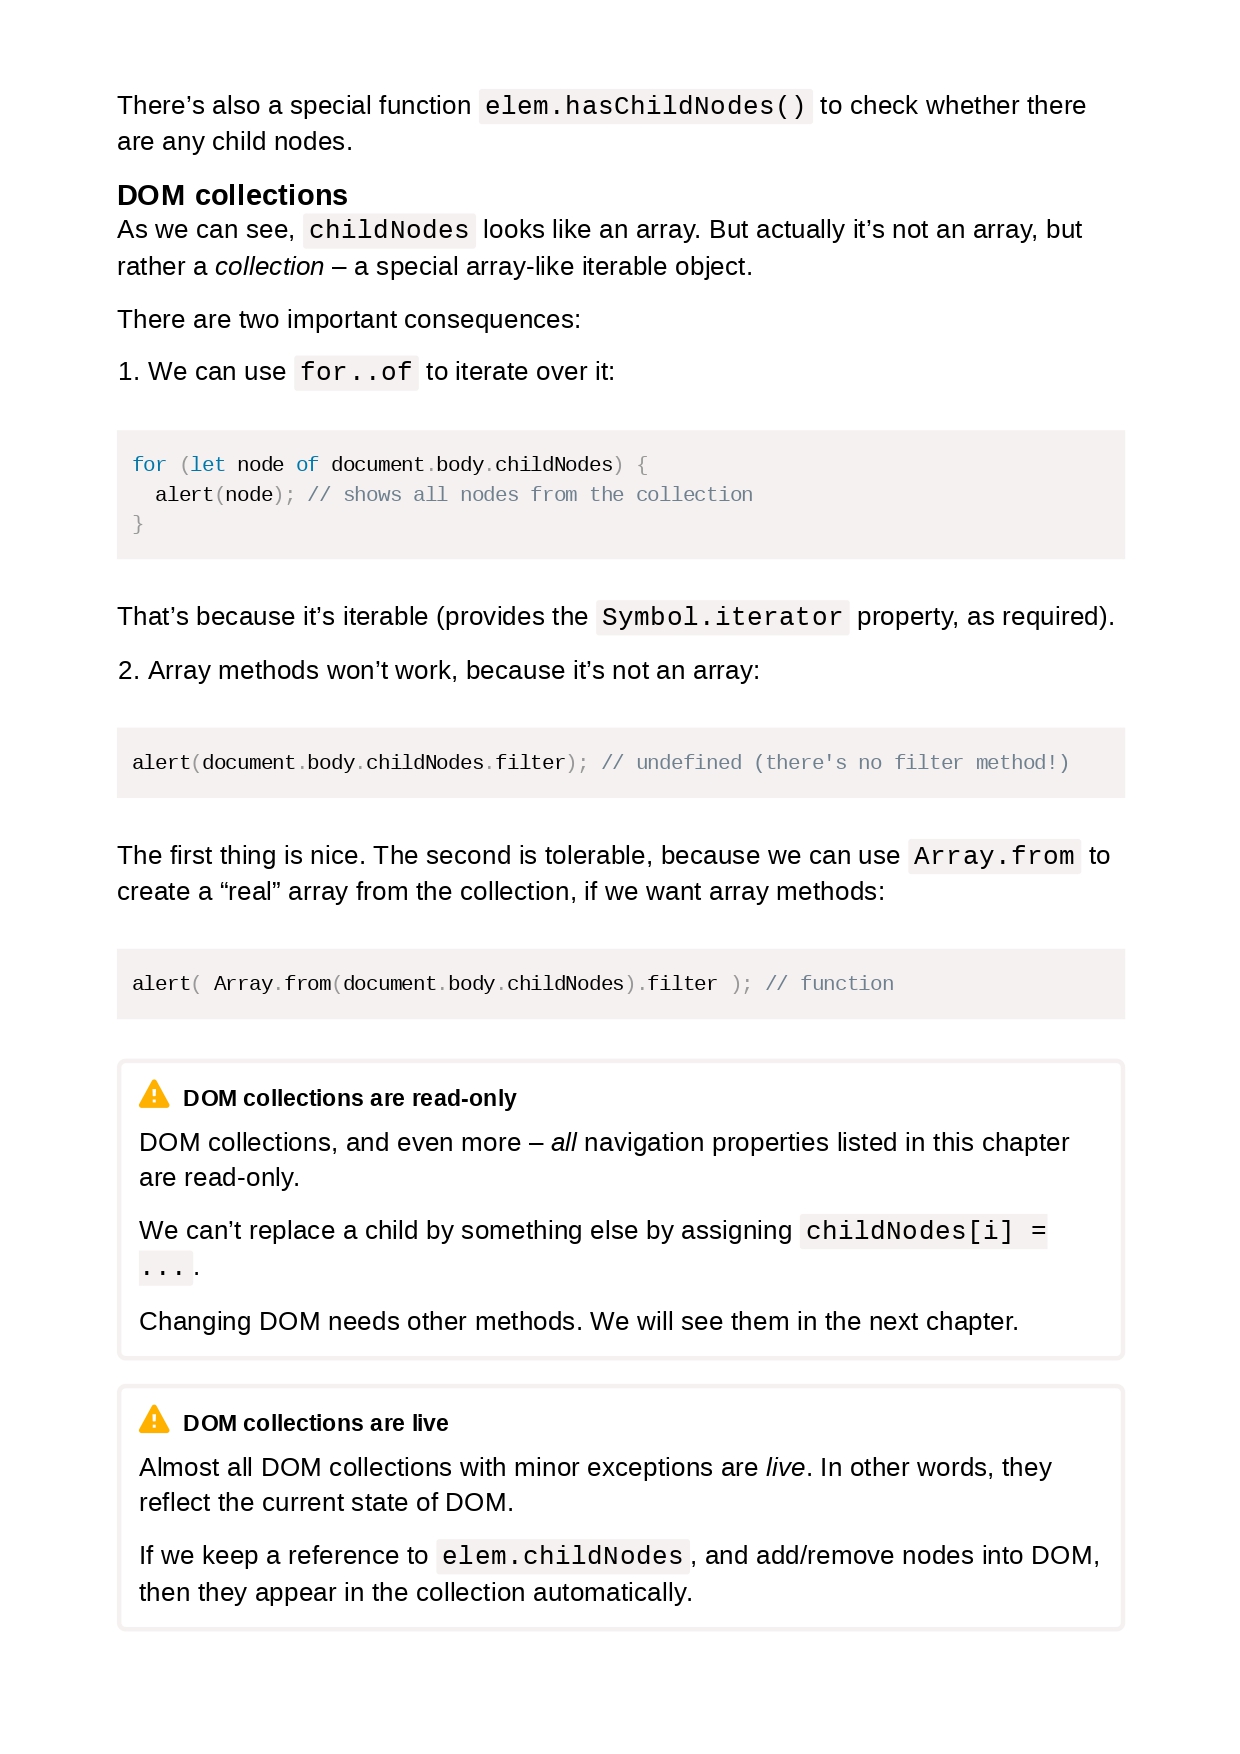 There’s also a special function elem.hasChildNodes() to check whether there
are any child nodes.
DOM collections
As we can see, childNodes looks like an array. But actually it’s not an array, but
rather a collection – a special array-like iterable object.
There are two important consequences:
1. We can use for..of to iterate over it:
for (let node of document.body.childNodes) {
  alert(node); // shows all nodes from the collection
}
That’s because it’s iterable (provides the Symbol.iterator property, as required).
2. Array methods won’t work, because it’s not an array:
alert(document.body.childNodes.filter); // undefined (there's no filter method!)
The first thing is nice. The second is tolerable, because we can use Array.from to
create a “real” array from the collection, if we want array methods:
alert( Array.from(document.body.childNodes).filter ); // function
DOM collections are read-only
DOM collections, and even more – all navigation properties listed in this chapter
are read-only.
We can’t replace a child by something else by assigning childNodes[i] =
... .
Changing DOM needs other methods. We will see them in the next chapter.
DOM collections are live
Almost all DOM collections with minor exceptions are live. In other words, they
reflect the current state of DOM.
If we keep a reference to elem.childNodes, and add/remove nodes into DOM,
then they appear in the collection automatically.